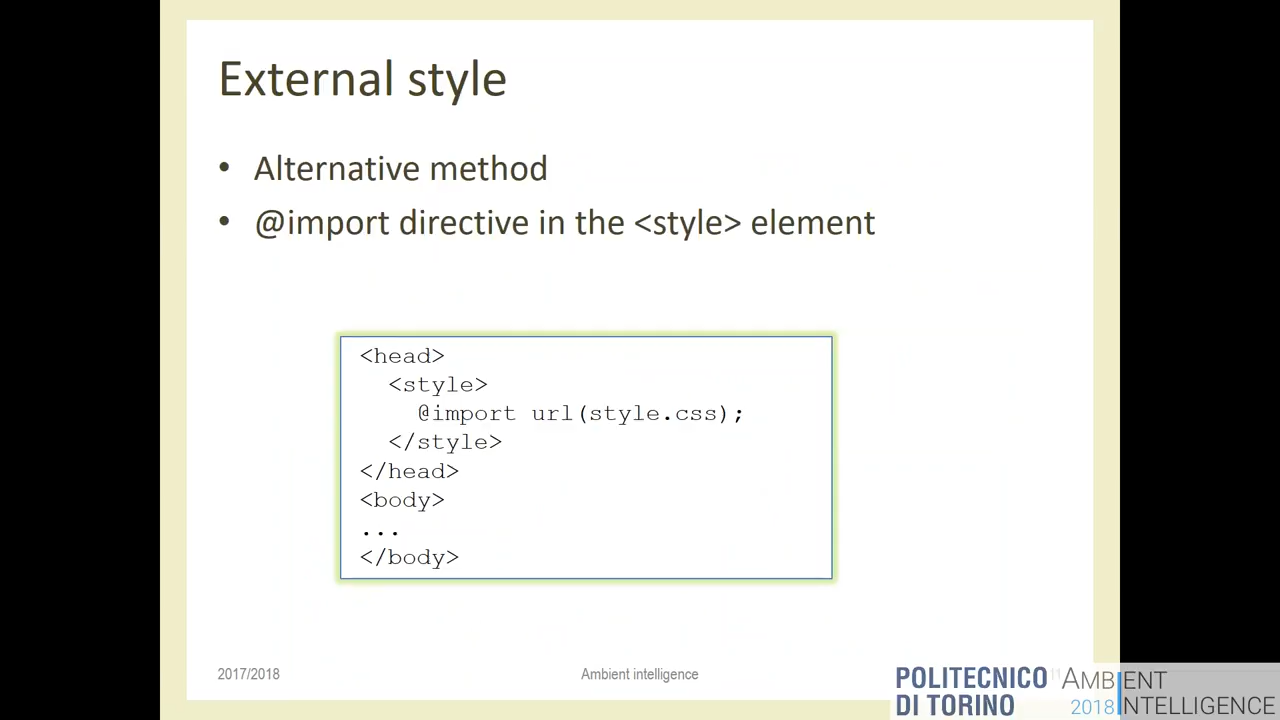 External style
• Alternative method
• @import directive in the <style> element
<head>
<style>
@import url(style.css);
</style>
</head>
<body>
...
</body>
2017/2018
Ambient intelligence
POLITECNICO
DI TORINO
AMBIENT
2018 INTELLIGENCE